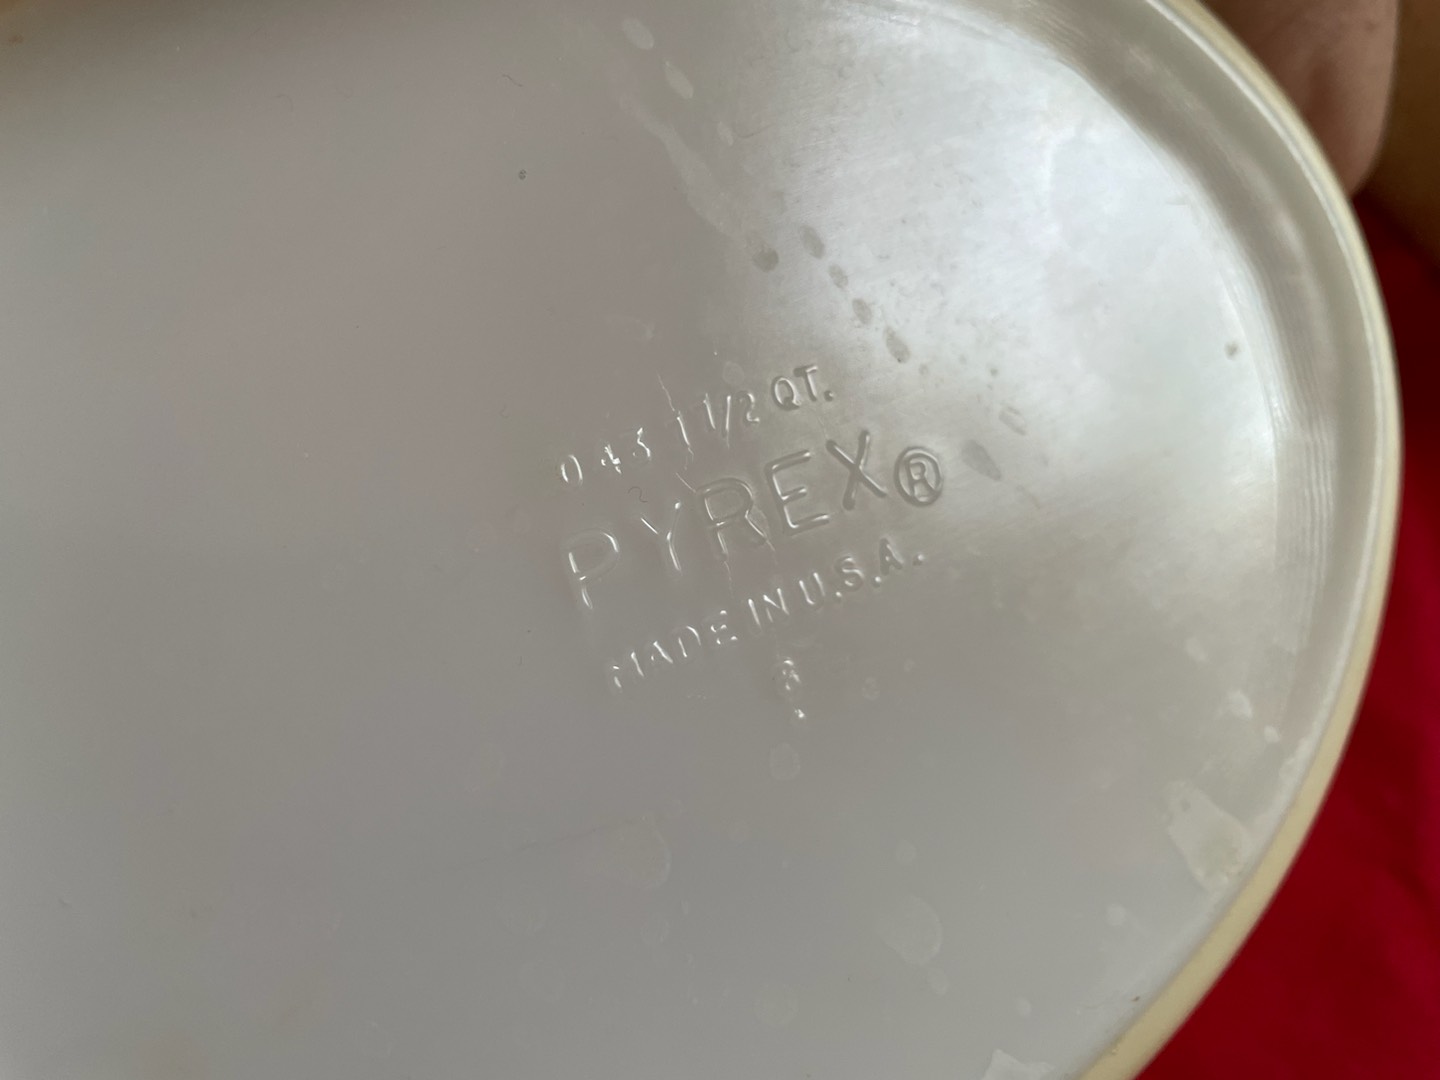 043 1 1/2 QT.
PYREX®
MADE IN U.S.A.